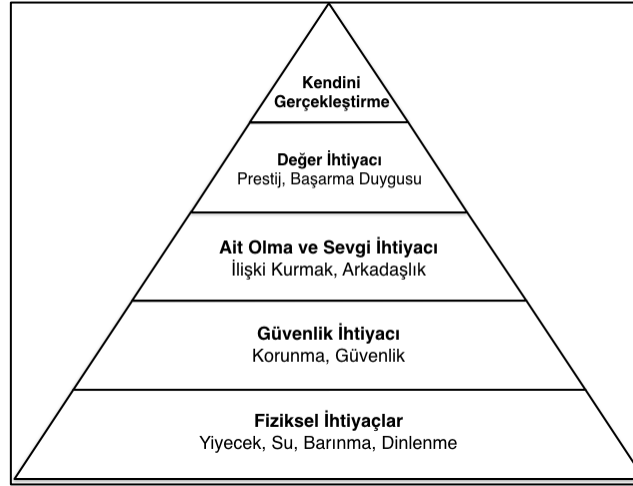 Kendini
Gerçekleştirme
Değer İhtiyacı
Prestij, Başarma Duygusu
Ait Olma ve Sevgi İhtiyacı
İlişki Kurmak, Arkadaşlık
Güvenlik İhtiyacı
Korunma, Güvenlik
Fiziksel İhtiyaçlar
Yiyecek, Su, Barınma, Dinlenme